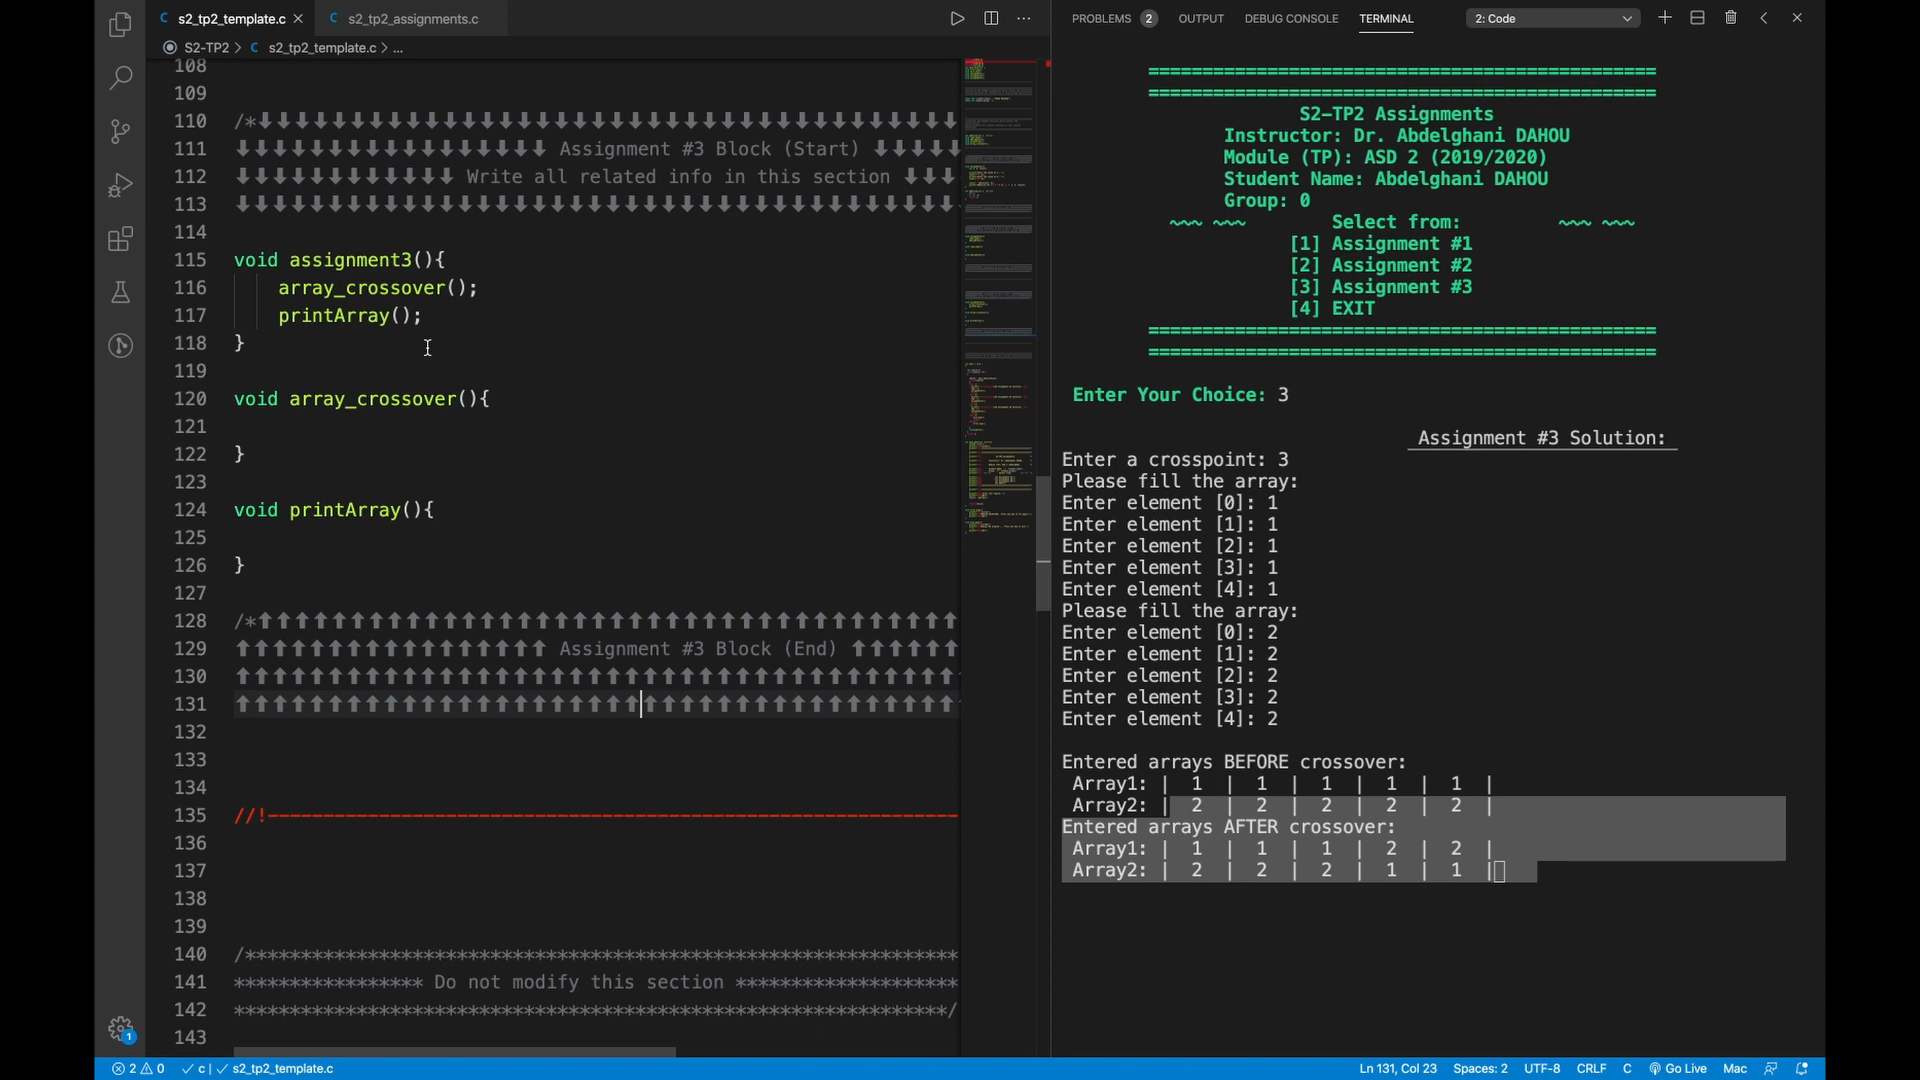 s2_tp2_template.c
s2_tp2_assignments.c
PROBLEMS 2 OUTPUT DEBUG CONSOLE TERMINAL 2: Code
S2-TP2 > C s2_tp2_template.c > ...
108
109
110 /*⬇⬇⬇⬇⬇⬇⬇⬇⬇⬇⬇⬇⬇⬇⬇⬇⬇⬇⬇⬇⬇⬇⬇⬇⬇⬇⬇⬇⬇⬇⬇⬇⬇⬇⬇⬇⬇⬇
111 ⬇⬇⬇⬇⬇⬇⬇⬇⬇⬇⬇⬇⬇⬇⬇⬇⬇ Assignment #3 Block (Start) ⬇⬇⬇⬇⬇
112 ⬇⬇⬇⬇⬇⬇⬇⬇⬇⬇⬇⬇ Write all related info in this section ⬇⬇⬇
113 ⬇⬇⬇⬇⬇⬇⬇⬇⬇⬇⬇⬇⬇⬇⬇⬇⬇⬇⬇⬇⬇⬇⬇⬇⬇⬇⬇⬇⬇⬇⬇⬇⬇⬇⬇⬇⬇⬇⬇
114
115 void assignment3(){
116 array_crossover();
117 printArray();
118 }
119
120 void array_crossover(){
121
122 }
123
124 void printArray(){
125
126 }
127
128 /*⬆⬆⬆⬆⬆⬆⬆⬆⬆⬆⬆⬆⬆⬆⬆⬆⬆⬆⬆⬆⬆⬆⬆⬆⬆⬆⬆⬆⬆⬆⬆⬆⬆⬆⬆⬆⬆⬆
129 ⬆⬆⬆⬆⬆⬆⬆⬆⬆⬆⬆⬆⬆⬆⬆⬆⬆ Assignment #3 Block (End) ⬆⬆⬆⬆⬆⬆
130 ⬆⬆⬆⬆⬆⬆⬆⬆⬆⬆⬆⬆⬆⬆⬆⬆⬆⬆⬆⬆⬆⬆⬆⬆⬆⬆⬆⬆⬆⬆⬆⬆⬆⬆⬆⬆⬆⬆⬆
131 ⬆⬆⬆⬆⬆⬆⬆⬆⬆⬆⬆⬆⬆⬆⬆⬆⬆⬆⬆⬆⬆⬆⬆⬆⬆⬆⬆⬆⬆⬆⬆⬆⬆⬆⬆⬆⬆⬆⬆
132
133
134
135 //!--------------------------------------------------------------
136
137
138
139
140 /****************************************************************
141 ***************** Do not modify this section ********************
142 ****************************************************************/
143
===============================================
===============================================
S2-TP2 Assignments
Instructor: Dr. Abdelghani DAHOU
Module (TP): ASD 2 (2019/2020)
Student Name: Abdelghani DAHOU
Group: 0
~~~ ~~~ Select from: ~~~ ~~~
[1] Assignment #1
[2] Assignment #2
[3] Assignment #3
[4] EXIT
===============================================
===============================================
Enter Your Choice: 3
Assignment #3 Solution:
Enter a crosspoint: 3
Please fill the array:
Enter element [0]: 1
Enter element [1]: 1
Enter element [2]: 1
Enter element [3]: 1
Enter element [4]: 1
Please fill the array:
Enter element [0]: 2
Enter element [1]: 2
Enter element [2]: 2
Enter element [3]: 2
Enter element [4]: 2
Entered arrays BEFORE crossover:
Array1: | 1 | 1 | 1 | 1 | 1 |
Array2: | 2 | 2 | 2 | 2 | 2 |
Entered arrays AFTER crossover:
Array1: | 1 | 1 | 1 | 2 | 2 |
Array2: | 2 | 2 | 2 | 1 | 1 |
1
2 0 c | s2_tp2_template.c Ln 131, Col 23 Spaces: 2 UTF-8 CRLF C Go Live Mac